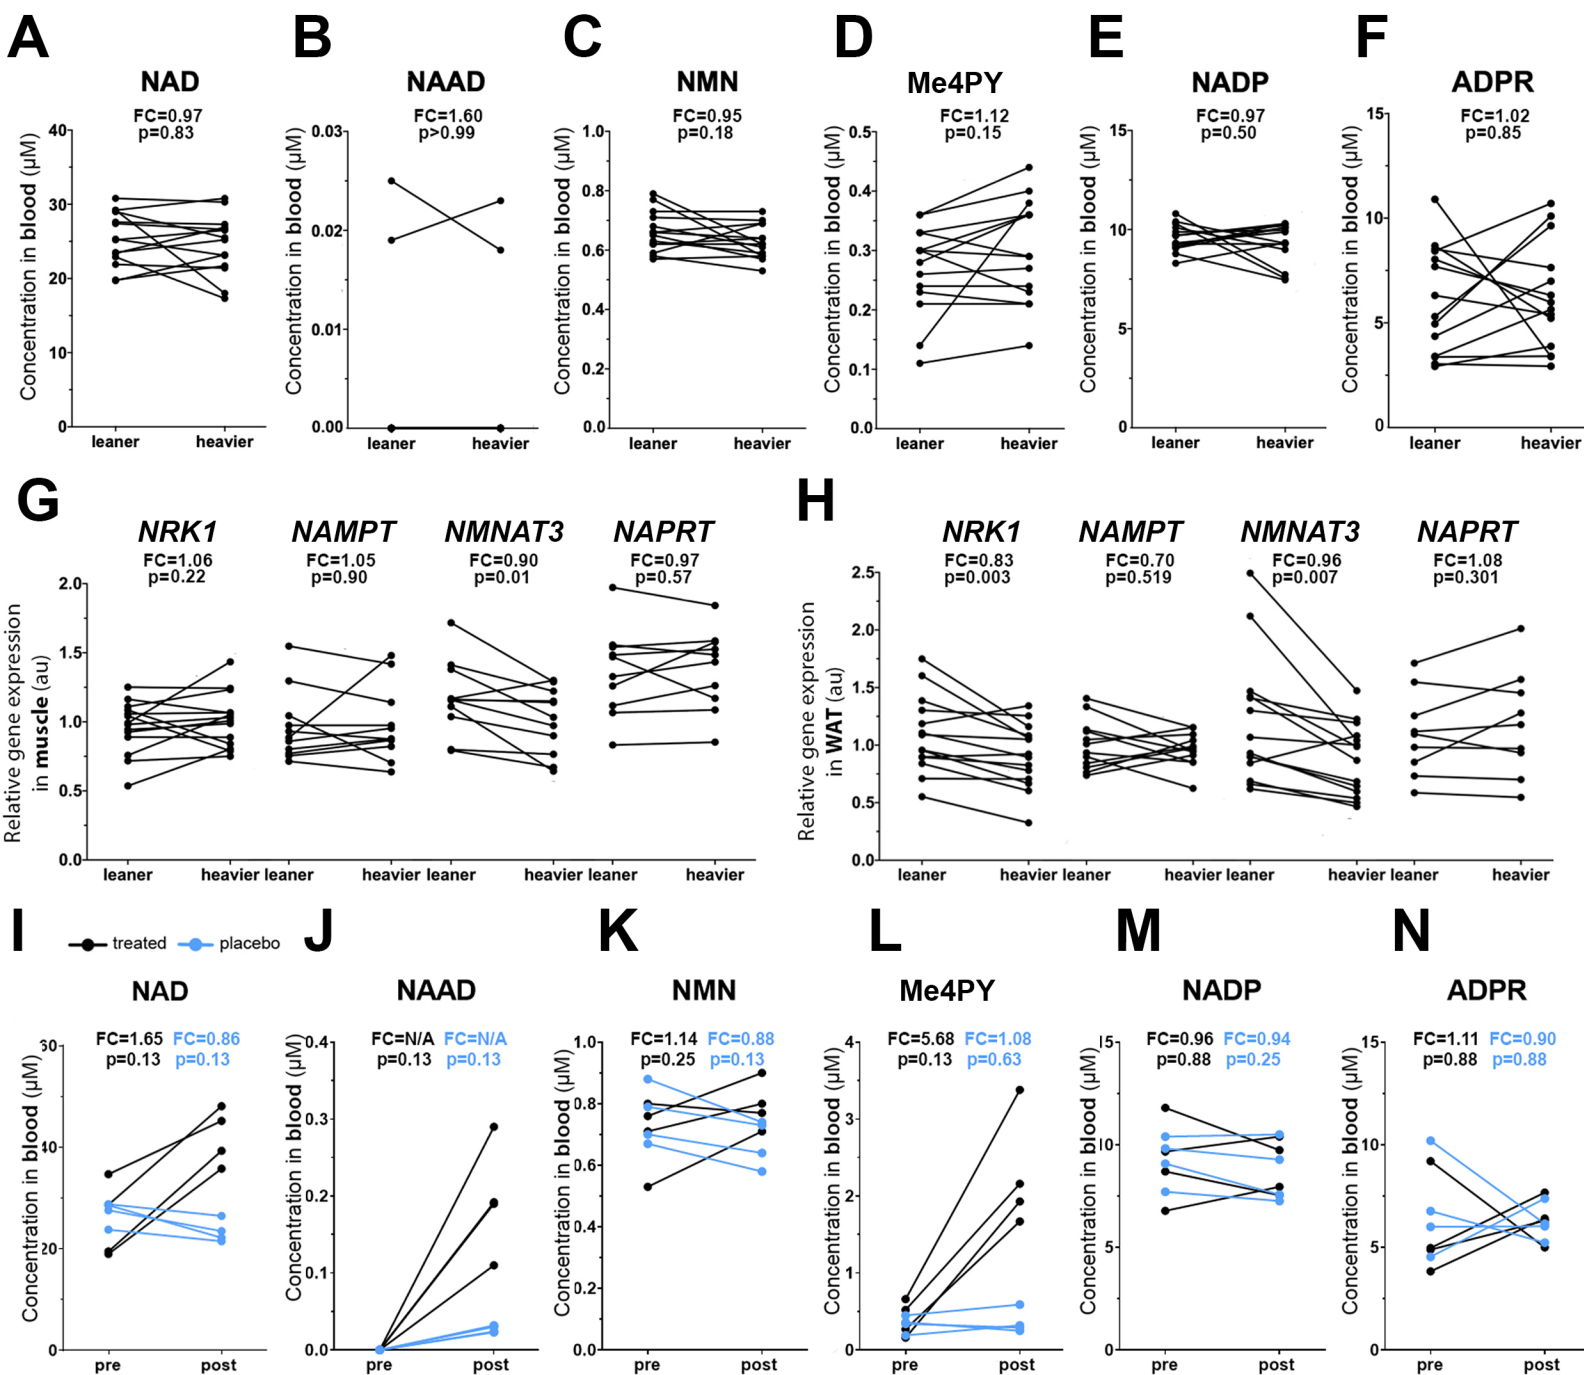 A B C D E F
NAD NAAD NMN Me4PY NADP ADPR
FC=0.97 FC=1.60 FC=0.95 FC=1.12 FC=0.97 FC=1.02
p=0.83 p>0.99 p=0.18 p=0.15 p=0.50 p=0.85
Concentration in blood (µM)
40
30
20
10
0
leaner heavier
Concentration in blood (µM)
0.03
0.02
0.01
0.00
leaner heavier
Concentration in blood (µM)
1.0
0.8
0.6
0.4
0.2
0.0
leaner heavier
Concentration in blood (µM)
0.5
0.4
0.3
0.2
0.1
0.0
leaner heavier
Concentration in blood (µM)
15
10
5
0
leaner heavier
Concentration in blood (µM)
15
10
5
0
leaner heavier
G
NRK1 NAMPT NMNAT3 NAPRT
FC=1.06 FC=1.05 FC=0.90 FC=0.97
p=0.22 p=0.90 p=0.01 p=0.57
Relative gene expression
in muscle (au)
2.0
1.5
1.0
0.5
0.0
leaner heavier leaner heavier leaner heavier leaner heavier
H
NRK1 NAMPT NMNAT3 NAPRT
FC=0.83 FC=0.70 FC=0.96 FC=1.08
p=0.003 p=0.519 p=0.007 p=0.301
Relative gene expression
in WAT (au)
2.5
2.0
1.5
1.0
0.5
0.0
leaner heavier leaner heavier leaner heavier leaner heavier
I J K L M N
treated placebo
NAD NAAD NMN Me4PY NADP ADPR
FC=1.65 FC=0.86 FC=N/A FC=N/A FC=1.14 FC=0.88 FC=5.68 FC=1.08 FC=0.96 FC=0.94 FC=1.11 FC=0.90
p=0.13 p=0.13 p=0.13 p=0.13 p=0.25 p=0.13 p=0.13 p=0.63 p=0.88 p=0.25 p=0.88 p=0.88
Concentration in blood (µM)
60
40
20
0
pre post
Concentration in blood (µM)
0.4
0.3
0.2
0.1
0.0
pre post
Concentration in blood (µM)
1.0
0.8
0.6
0.4
0.2
0.0
pre post
Concentration in blood (µM)
4
3
2
1
0
pre post
Concentration in blood (µM)
15
10
5
0
pre post
Concentration in blood (µM)
15
10
5
0
pre post